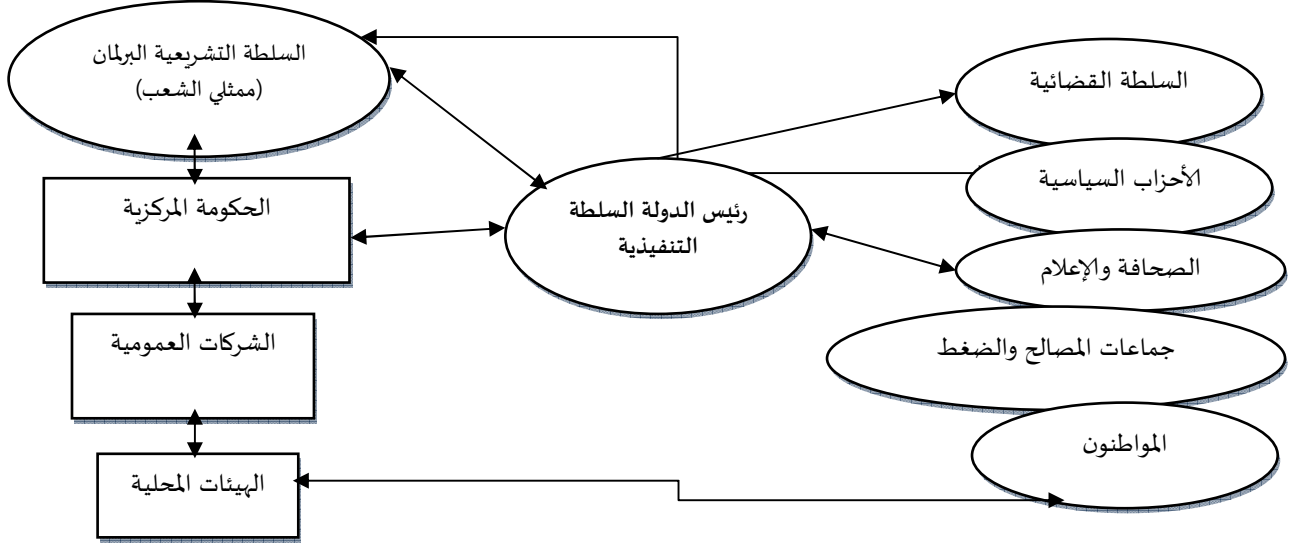 السلطة التشريعية البرلمان
(ممثلي الشعب)
السلطة القضائية
الأحزاب السياسية
الحكومة المركزية
رئيس الدولة السلطة
التنفيذية
الصحافة والإعلام
الشركات العمومية
جماعات المصالح والضغط
المواطنون
الهيئات المحلية